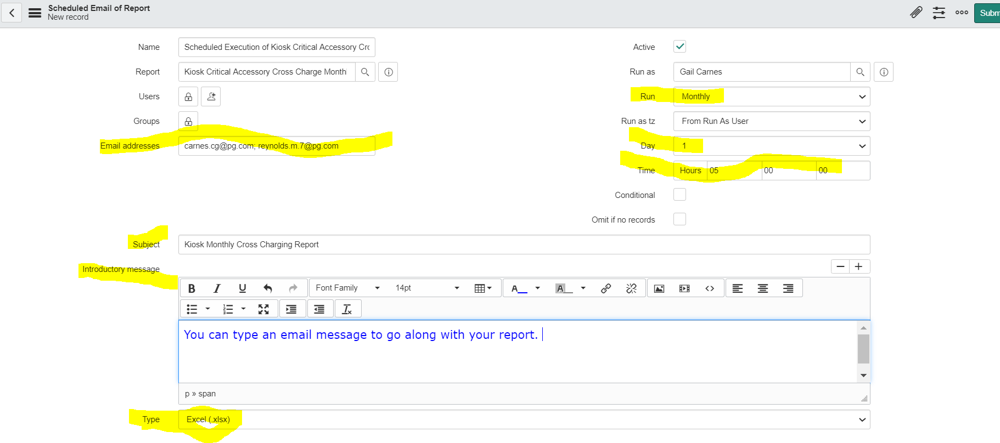 Scheduled Email of Report
New record
Subm
Name
Scheduled Execution of Kiosk Critical Accessory Crc
Active
Report
Kiosk Critical Accessory Cross Charge Month
Run as
Gail Carnes
Users
Run
Monthly
Groups
Run as tz
From Run As User
Email addresses
carnes.cg@pg.com; reynolds.m.7@pg.com
Day
1
Time
Hours
05
00
00
Conditional
Omit if no records
Subject
Kiosk Monthly Cross Charging Report
Introductory message
B I U Font Family 14pt A A
You can type an email message to go along with your report.
p » span
Type
Excel (.xlsx)